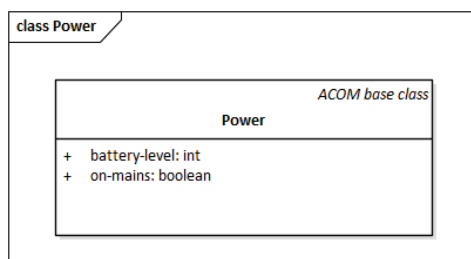 class Power
ACOM base class
Power
+ battery-level: int
+ on-mains: boolean